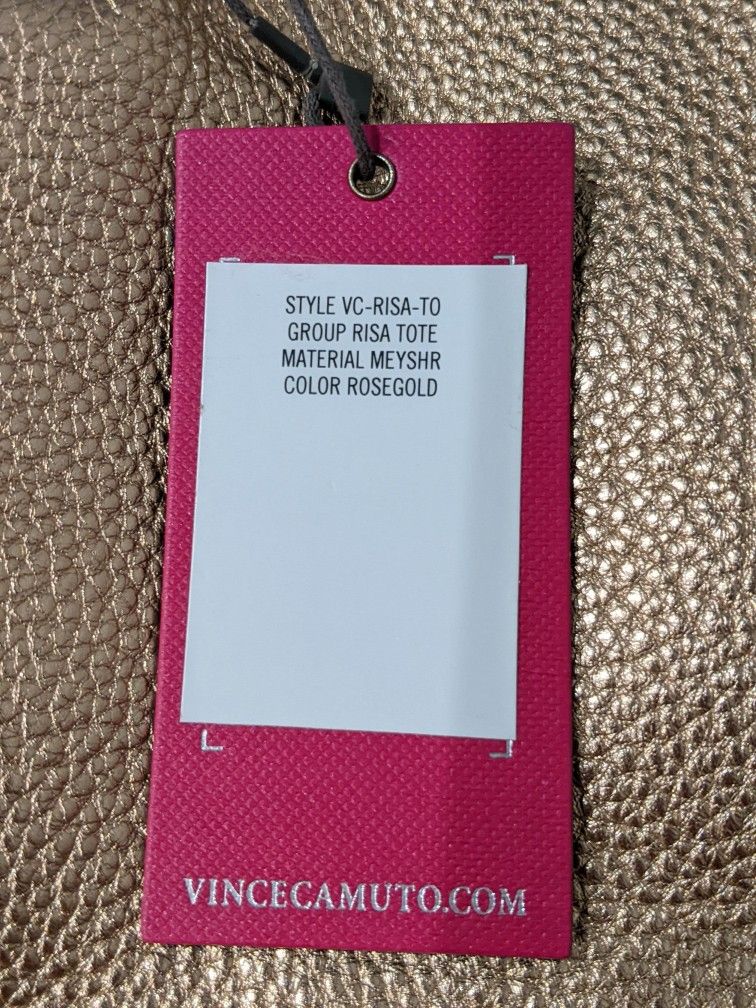 STYLE VC-RISA-TO
GROUP RISA TOTE
MATERIAL MEYSHR
COLOR ROSEGOLD
VINCECAMUTO.COM